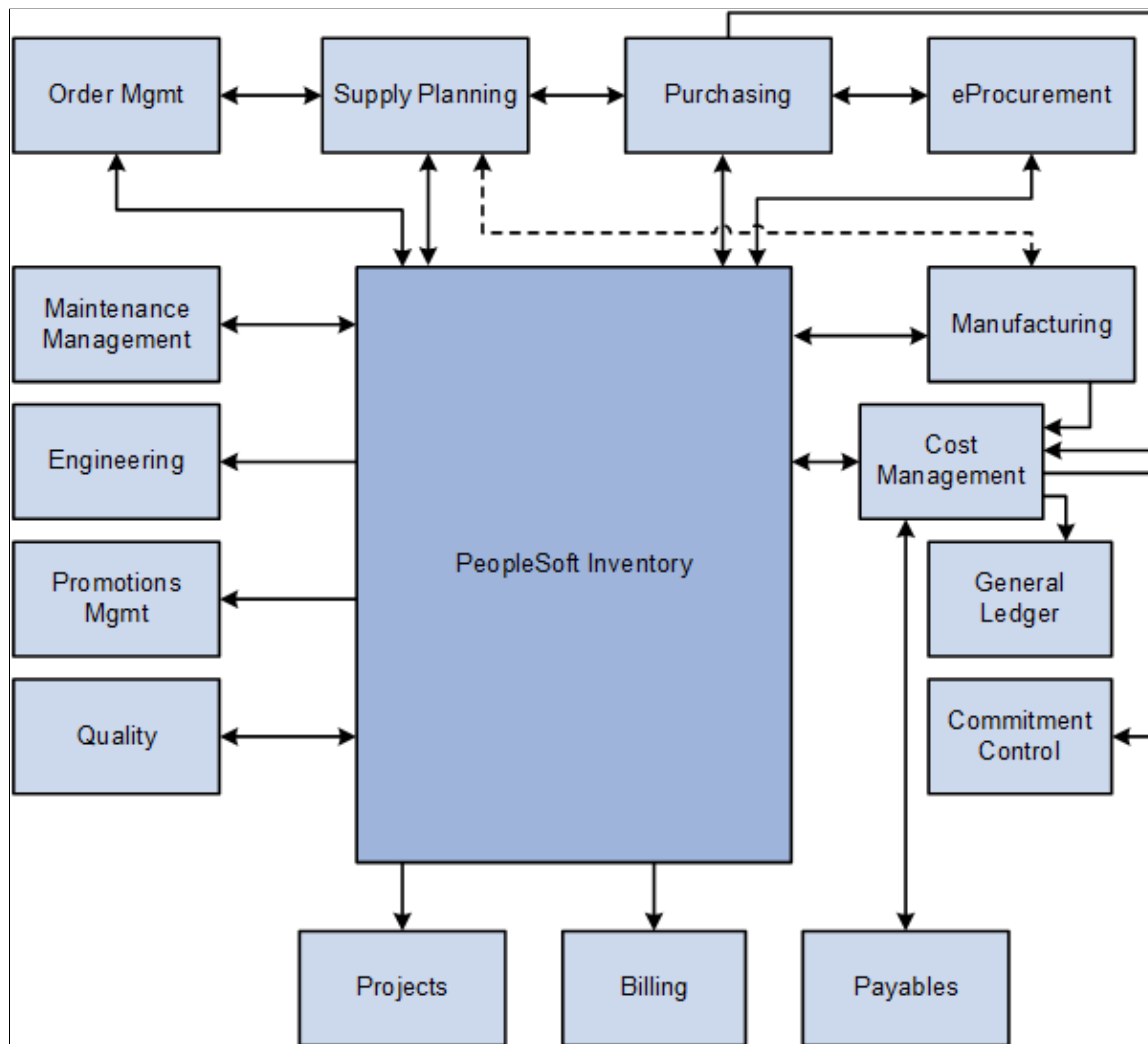 Order Mgmt
Supply Planning
Purchasing
eProcurement
Maintenance
Management
Manufacturing
Engineering
Cost
Management
PeopleSoft Inventory
Promotions
Mgmt
General
Ledger
Quality
Commitment
Control
Projects
Billing
Payables